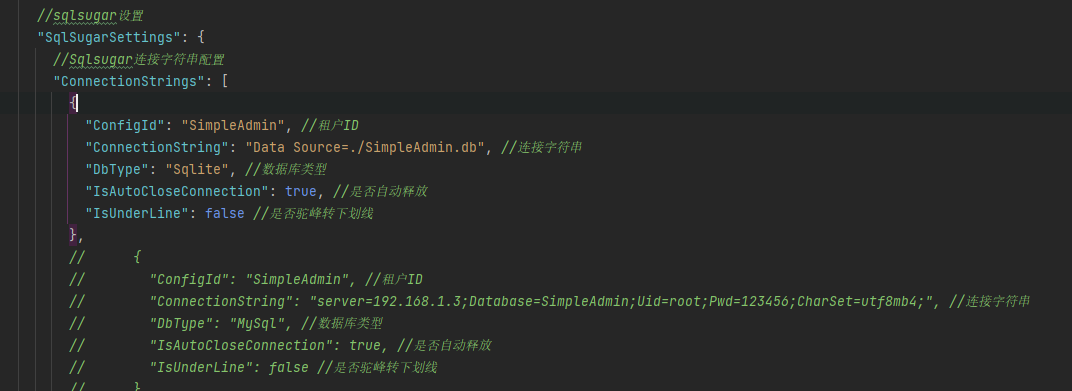 //sqlsugar设置
"SqlSugarSettings": {
//Sqlsugar连接字符串配置
"ConnectionStrings": [
{
"ConfigId": "SimpleAdmin", //租户ID
"ConnectionString": "Data Source=./SimpleAdmin.db", //连接字符串
"DbType": "Sqlite", //数据库类型
"IsAutoCloseConnection": true, //是否自动释放
"IsUnderLine": false //是否驼峰转下划线
},
// {
// "ConfigId": "SimpleAdmin", //租户ID
// "ConnectionString": "server=192.168.1.3;Database=SimpleAdmin;Uid=root;Pwd=123456;CharSet=utf8mb4;", //连接字符串
// "DbType": "MySql", //数据库类型
// "IsAutoCloseConnection": true, //是否自动释放
// "IsUnderLine": false //是否驼峰转下划线
// }